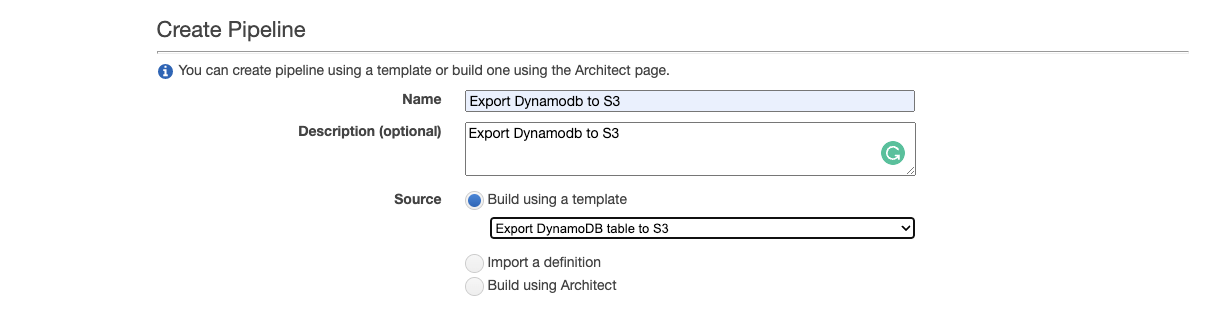 Create Pipeline
You can create pipeline using a template or build one using the Architect page.
Name Export Dynamodb to S3
Description (optional) Export Dynamodb to S3
Source Build using a template
Export DynamoDB table to S3
Import a definition
Build using Architect